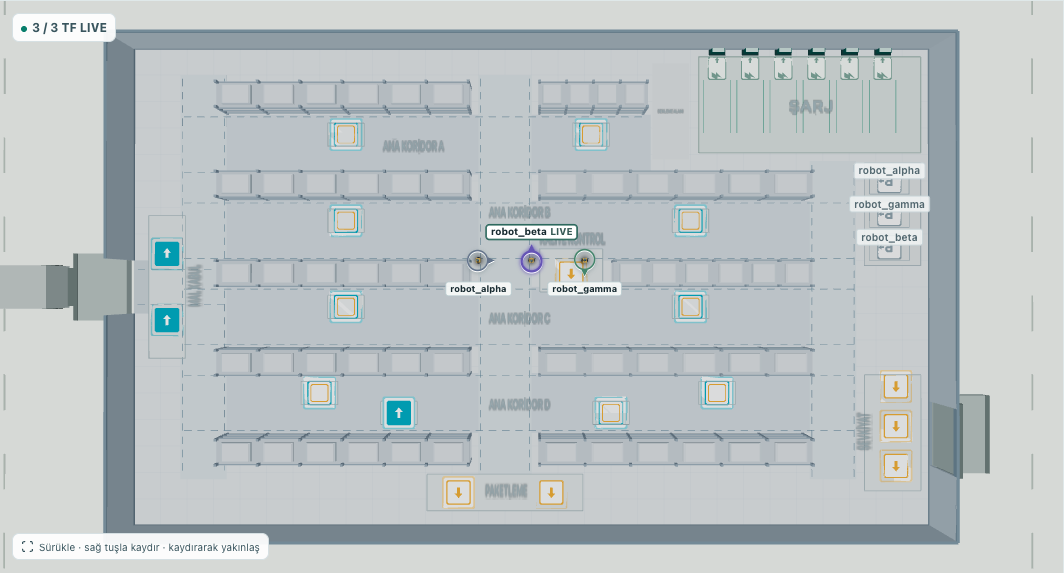 3 / 3 TF LIVE
ŞARJ
ANA KORİDOR A
robot_alpha
robot_gamma
robot_beta
ANA KORİDOR B
robot_beta LIVE
KONTROL
robot_alpha
robot_gamma
ANA KORİDOR C
ANA KORİDOR D
PAKETLEME
Sürükle · sağ tuşla kaydır · kaydırarak yakınlaş